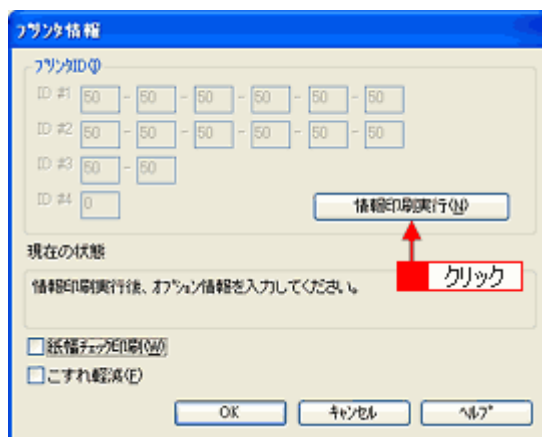 プリンタ情報
プリンタID(I)
ID #1 50 - 50 - 50 - 50 - 50 - 50
ID #2 50 - 50 - 50 - 50 - 50 - 50
ID #3 50 - 50
ID #4 0
情報印刷実行(N)
現在の状態
クリック
情報印刷実行後、オプション情報を入力してください。
紙幅チェック印刷(W)
こすれ軽減(F)
OK キャンセル ヘルプ